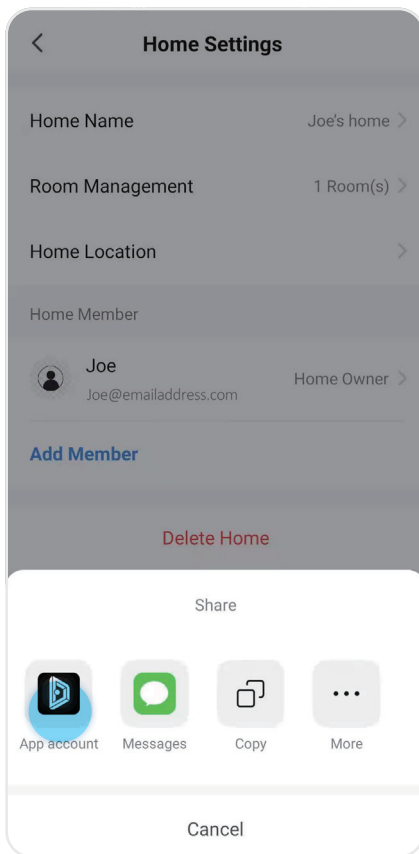 Home Settings
Home Name Joe's home
Room Management 1 Room(s)
Home Location
Home Member
Joe
Joe@emailaddress.com
Home Owner
Add Member
Delete Home
Share
App account Messages Copy More
Cancel